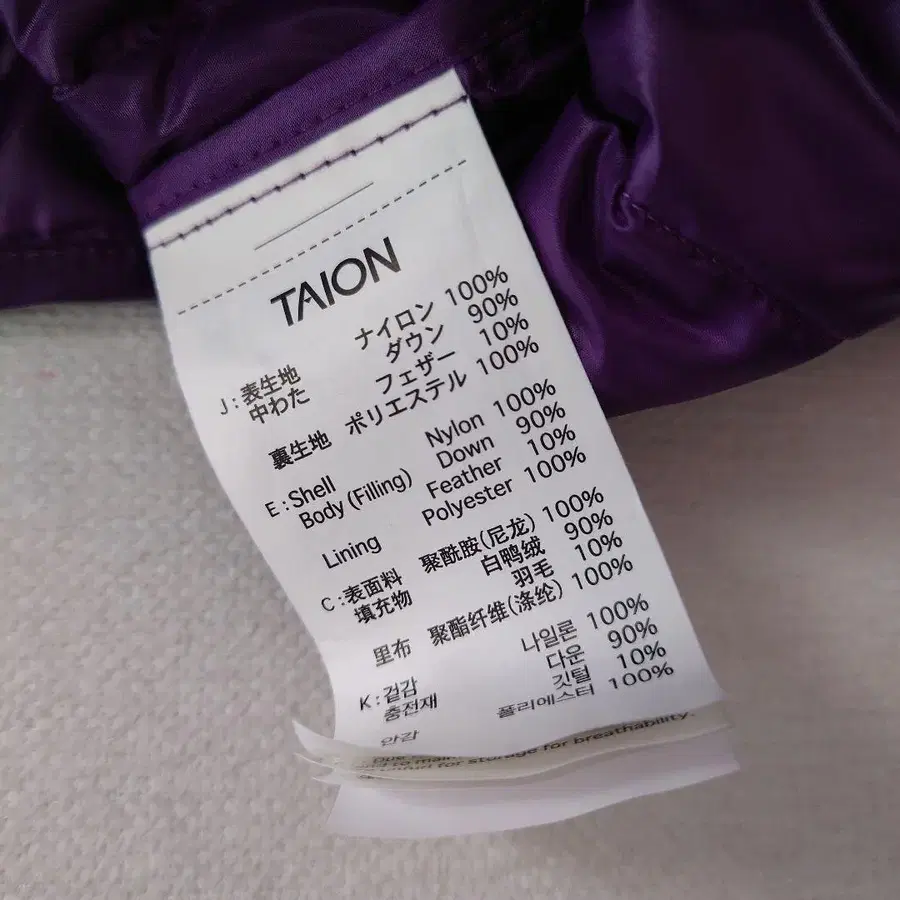 TAION
J : 表生地 ナイロン 100%
中わた ダウン 90%
フェザー 10%
裏生地 ポリエステル 100%
E : Shell Nylon 100%
Body (Filling) Down 90%
Feather 10%
Lining Polyester 100%
C : 表面料 聚酰胺(尼龙) 100%
填充物 白鸭绒 90%
羽毛 10%
里布 聚酯纤维(涤纶) 100%
K : 겉감 나일론 100%
충전재 다운 90%
깃털 10%
안감 폴리에스터 100%
for storage for breathability.